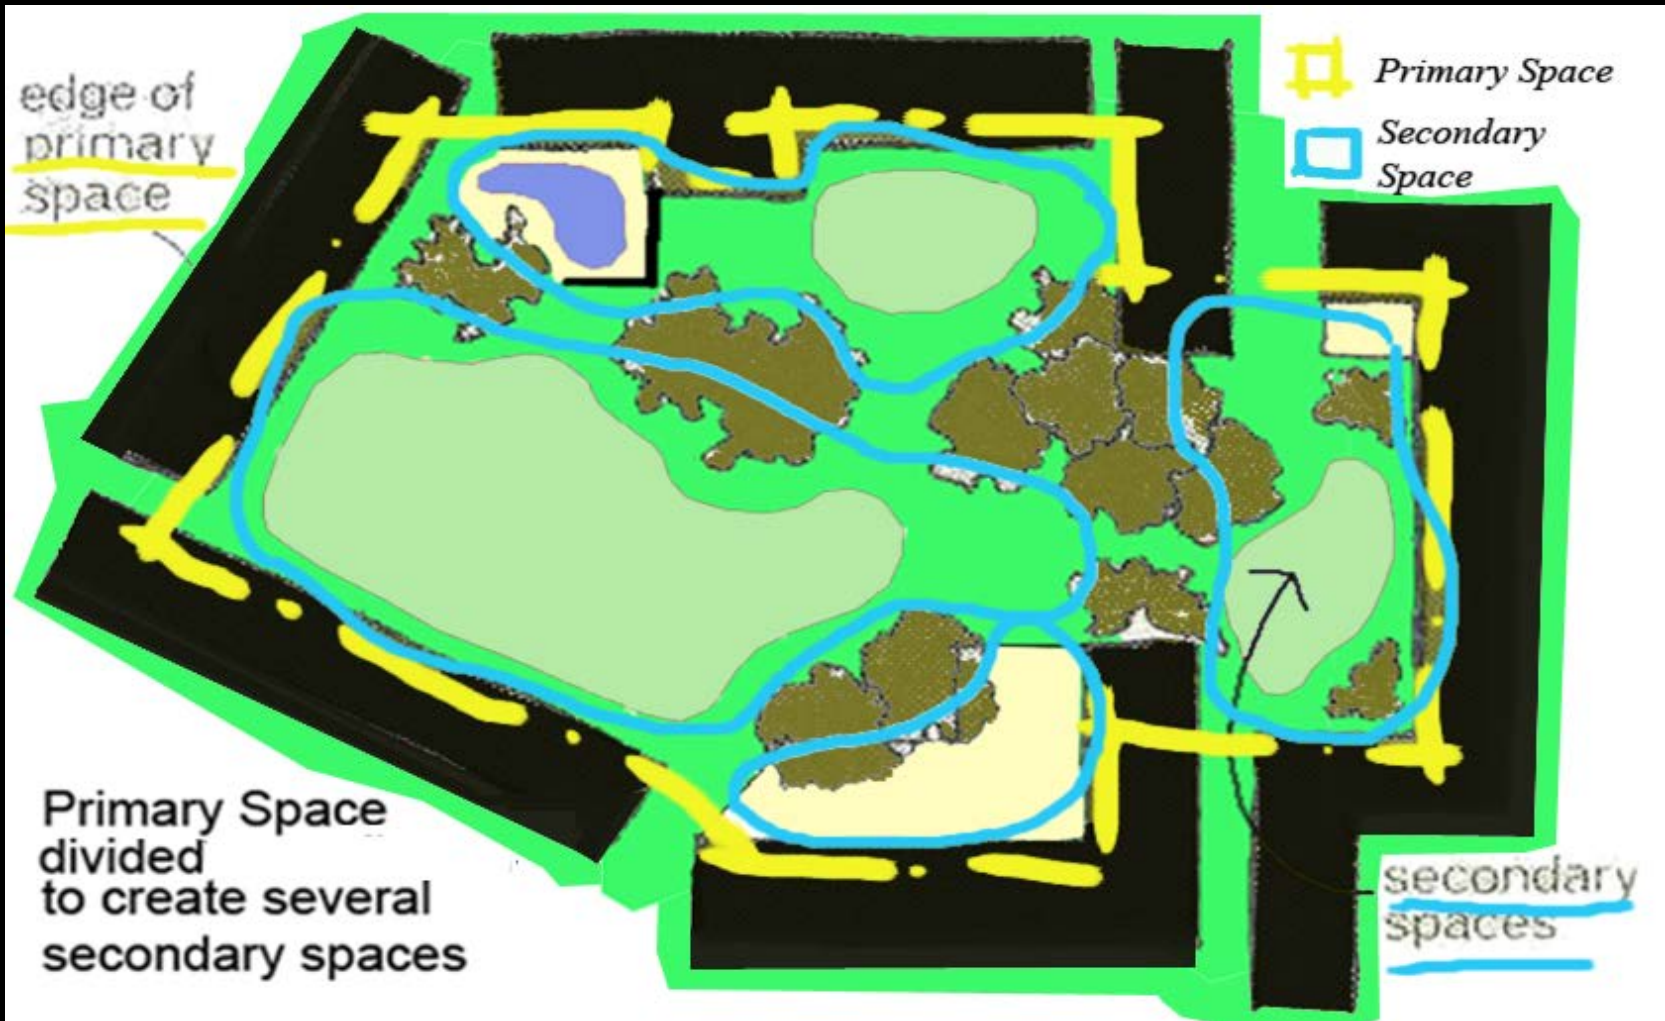 edge of
primary
space
Primary Space
Secondary
Space
Primary Space
divided
to create several
secondary spaces
secondary
spaces